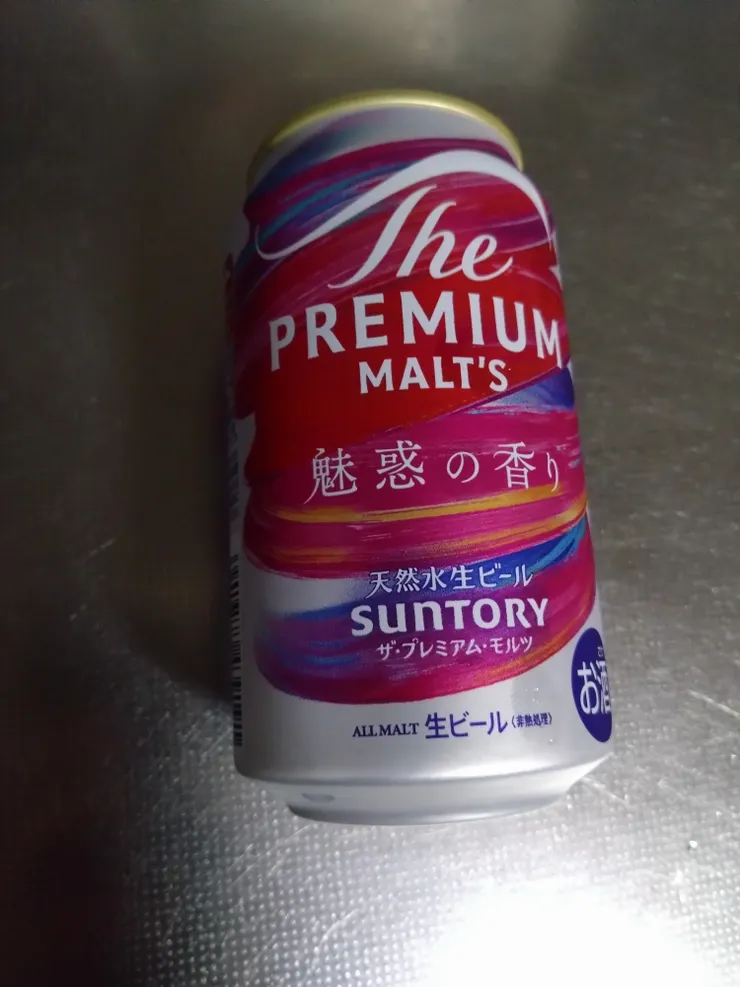 The
PREMIUM
MALT'S
魅惑の香り
天然水生ビール
SUNTORY
ザ・プレミアム・モルツ
お酒
ALL MALT 生ビール(非熱処理)